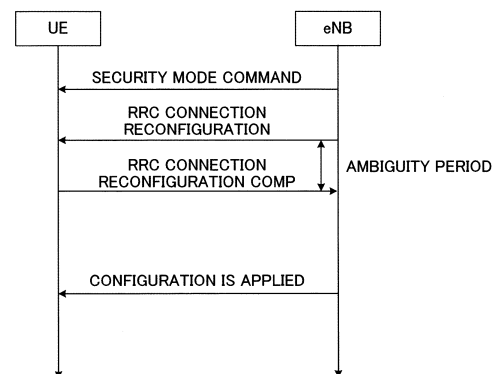 UE
eNB
SECURITY MODE COMMAND
RRC CONNECTION
RECONFIGURATION
RRC CONNECTION
RECONFIGURATION COMP
AMBIGUITY PERIOD
CONFIGURATION IS APPLIED